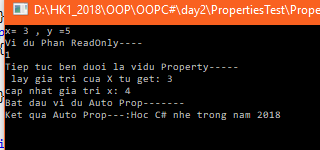 D:\HK1_2018\OOP\OOPC#\day2\PropertiesTest\Proper
x= 3 , y =5
Vi du Phan ReadOnly----
1
Tiep tuc ben duoi la vidu Property-----
 lay gia tri cua X tu get: 3
cap nhat gia tri x: 4
Bat dau vi du Auto Prop-------
Ket qua Auto Prop---:Hoc C# nhe trong nam 2018